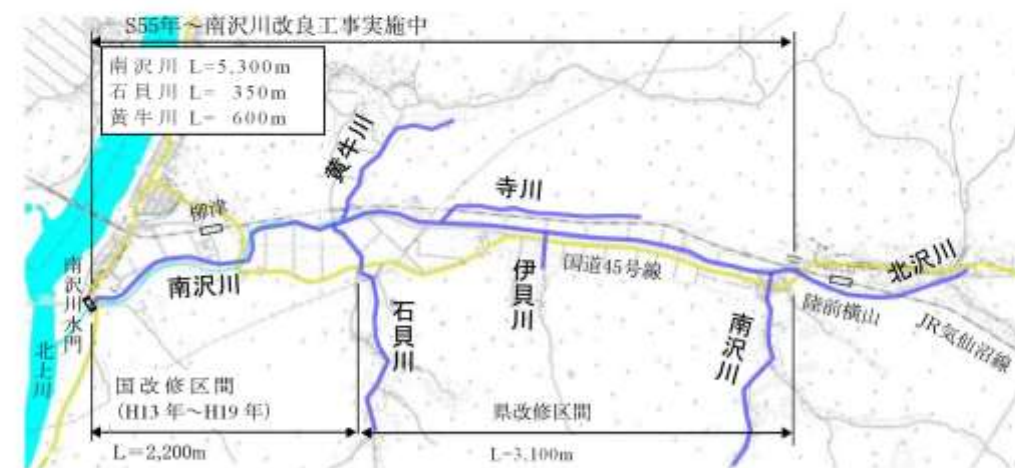 S55年～南沢川改良工事実施中
南沢川 L=5,300m
石貝川 L= 350m
黄牛川 L= 600m
黄牛川
寺川
柳津
南沢川
南沢川水門
北上川
石貝川
伊貝川
国道45号線
南沢川
陸前横山
北沢川
JR気仙沼線
国改修区間
（H13年～H19年）
県改修区間
L＝2,200m
L=3,100m